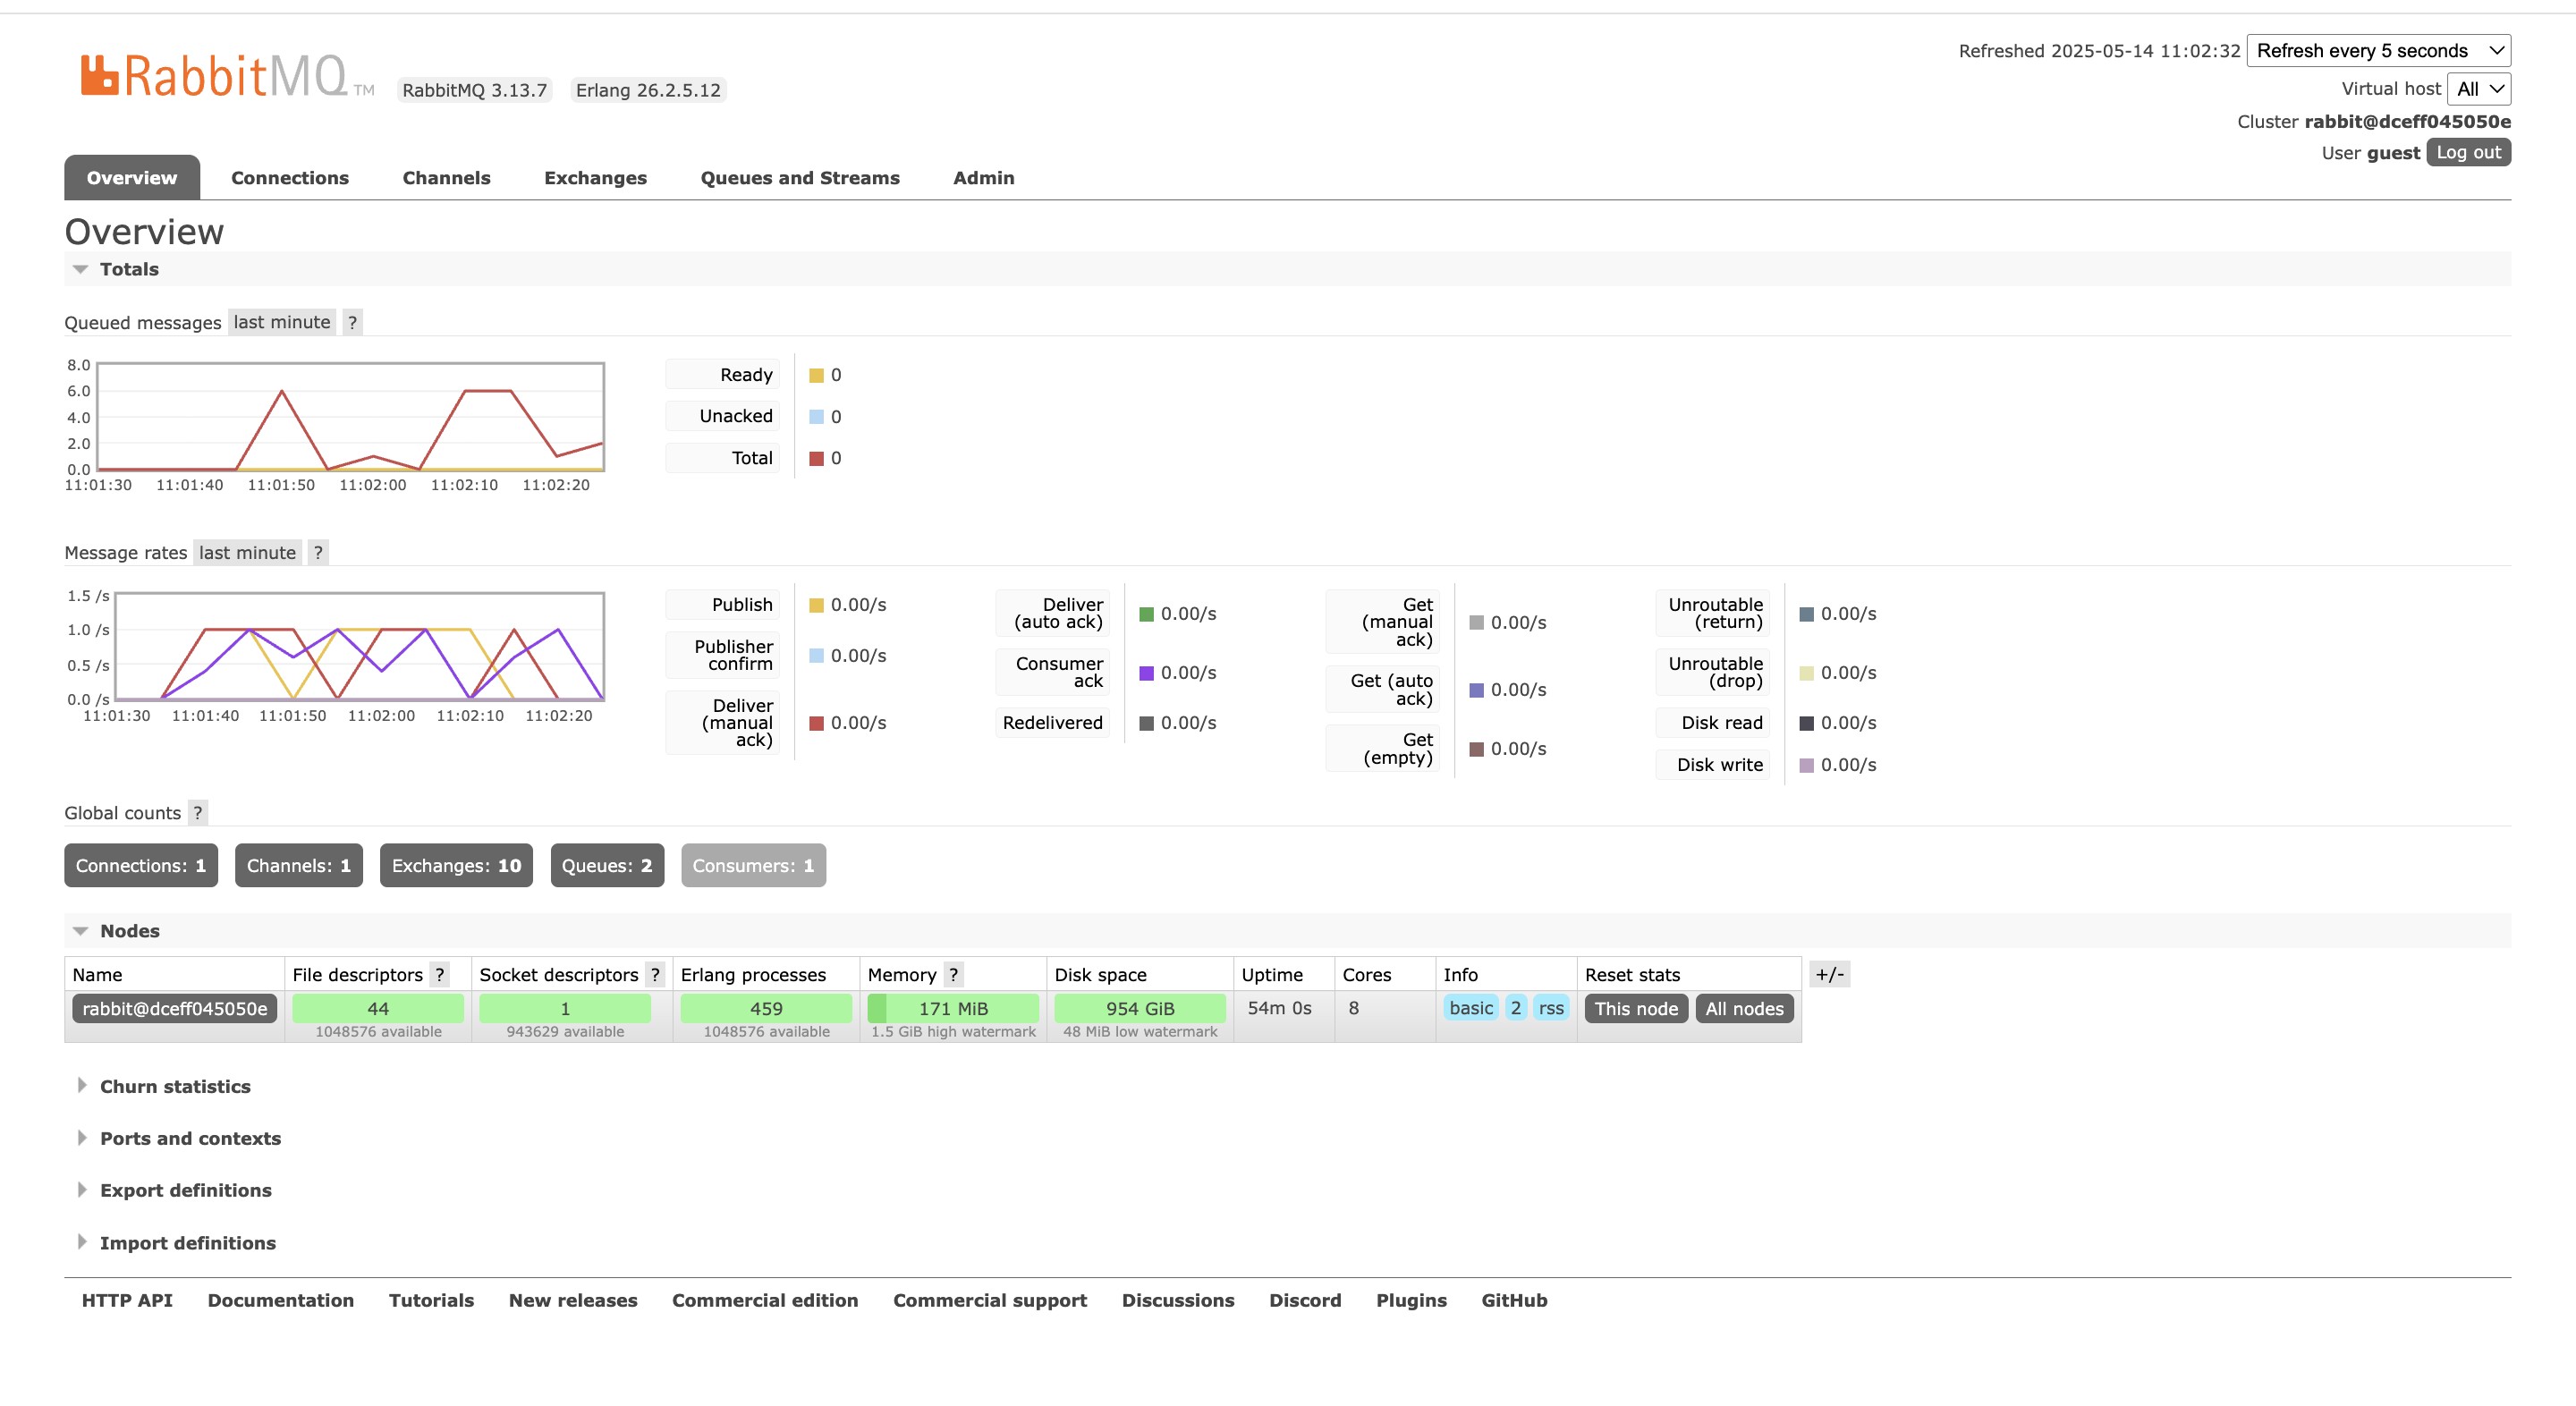 RabbitMQ TM RabbitMQ 3.13.7 Erlang 26.2.5.12
Refreshed 2025-05-14 11:02:32 Refresh every 5 seconds
Virtual host All
Cluster rabbit@dceff045050e
User guest Log out
Overview Connections Channels Exchanges Queues and Streams Admin
Overview
Totals
Queued messages last minute ?
8.0
6.0
4.0
2.0
0.0
11:01:30 11:01:40 11:01:50 11:02:00 11:02:10 11:02:20
Ready 0
Unacked 0
Total 0
Message rates last minute ?
1.5 /s
1.0 /s
0.5 /s
0.0 /s
11:01:30 11:01:40 11:01:50 11:02:00 11:02:10 11:02:20
Publish 0.00/s
Publisher
confirm 0.00/s
Deliver
(manual
ack) 0.00/s
Deliver
(auto ack) 0.00/s
Consumer
ack 0.00/s
Redelivered 0.00/s
Get
(manual
ack) 0.00/s
Get (auto
ack) 0.00/s
Get
(empty) 0.00/s
Unroutable
(return) 0.00/s
Unroutable
(drop) 0.00/s
Disk read 0.00/s
Disk write 0.00/s
Global counts ?
Connections: 1 Channels: 1 Exchanges: 10 Queues: 2 Consumers: 1
Nodes
Name File descriptors ? Socket descriptors ? Erlang processes Memory ? Disk space Uptime Cores Info Reset stats +/-
rabbit@dceff045050e 44 1 459 171 MiB 954 GiB 54m 0s 8 basic 2 rss This node All nodes
1048576 available 943629 available 1048576 available 1.5 GiB high watermark 48 MiB low watermark
Churn statistics
Ports and contexts
Export definitions
Import definitions
HTTP API Documentation Tutorials New releases Commercial edition Commercial support Discussions Discord Plugins GitHub